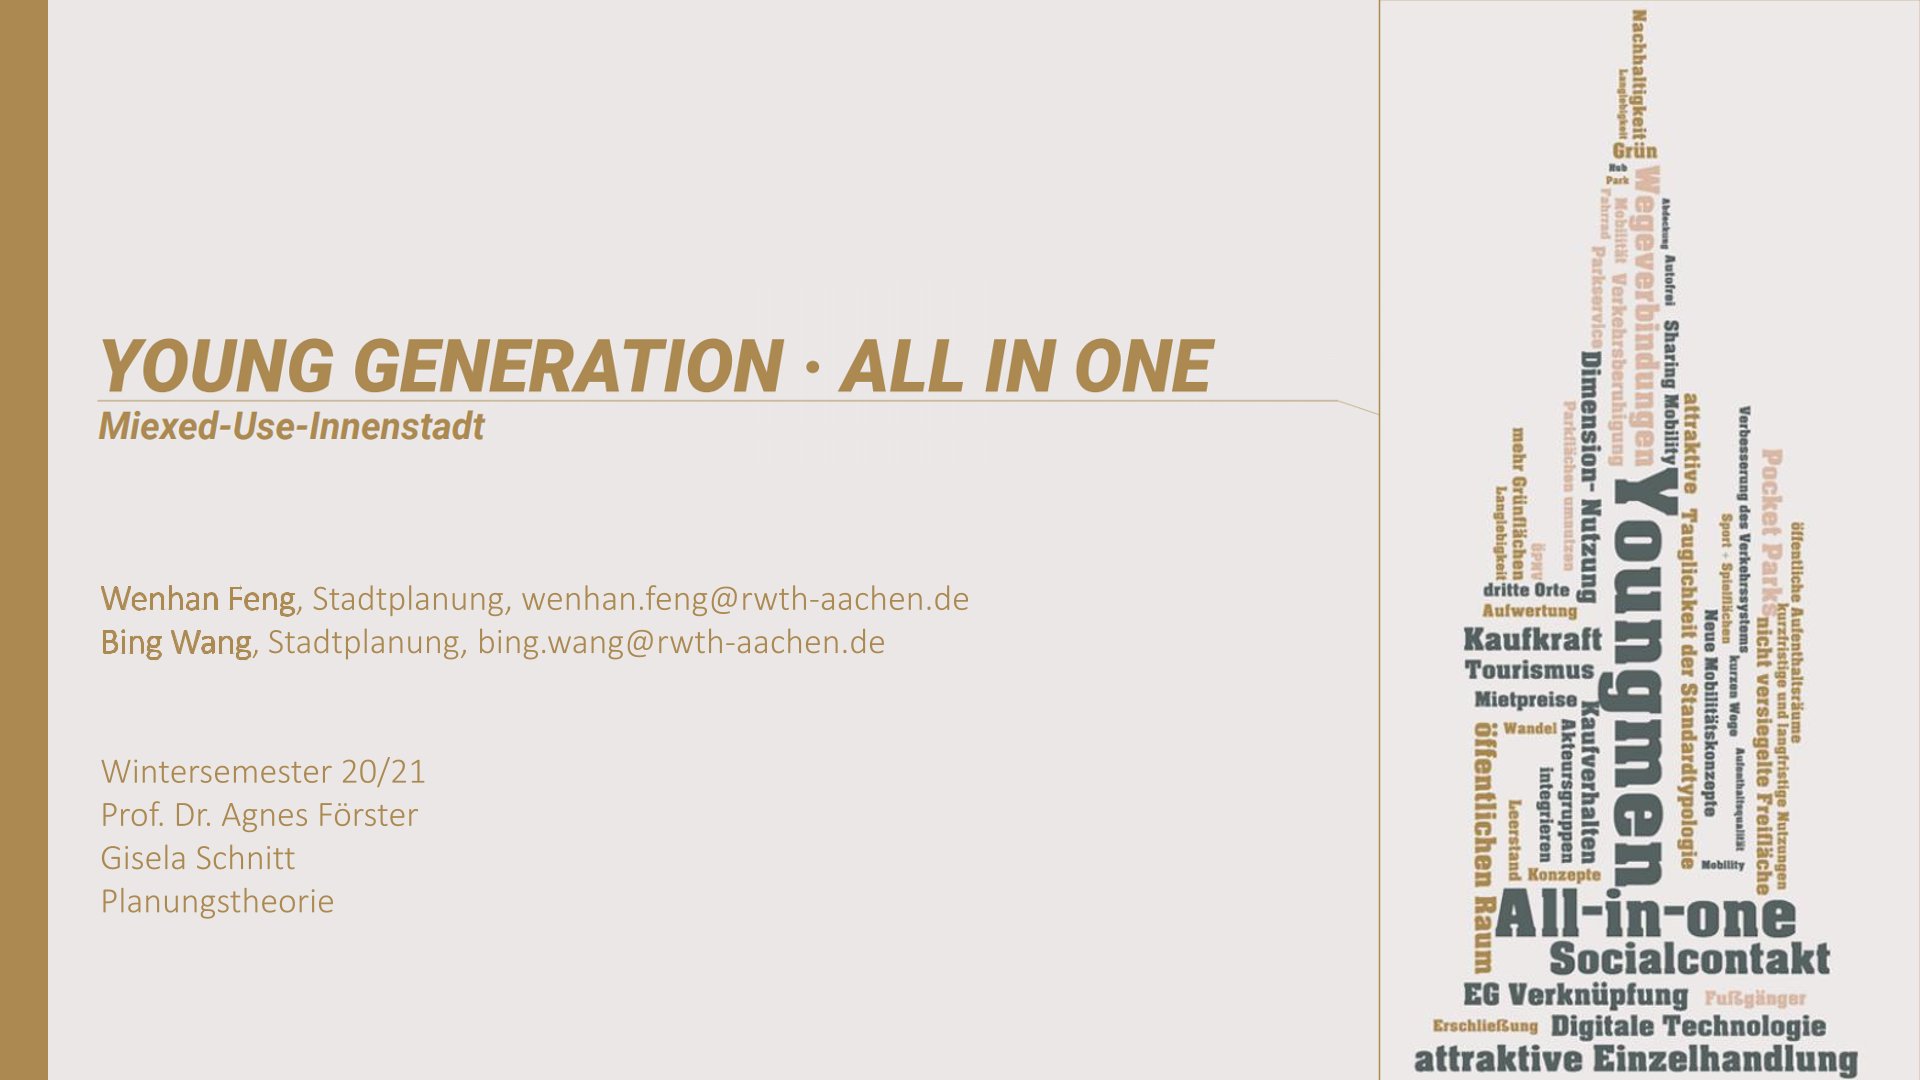 YOUNG GENERATION · ALL IN ONE
Miexed-Use-Innenstadt
Wenhan Feng, Stadtplanung, wenhan.feng@rwth-aachen.de
Bing Wang, Stadtplanung, bing.wang@rwth-aachen.de
Wintersemester 20/21
Prof. Dr. Agnes Förster
Gisela Schnitt
Planungstheorie
Nachhaltigkeit
Langlebigkeit
Grün
Hub
Park
Wegeverbindungen
Fahrrad
Mobilität
Abdeckung
Autofrei
Parkservice
Verkehrsberuhigung
Sharing Mobility
Dimension- Nutzung
Parkflächen umnutzen
attraktive
Tauglichkeit der Standardtypologie
mehr Grünflächen
Langlebigkeit
ÖPNV
Verbesserung des Verkehrssystems
Pocket Parks
Sport + Spielflächen
öffentliche Aufenthaltsräume
Youngmen
dritte Orte
Aufwertung
Kaufkraft
Tourismus
Mietpreise
Wandel
öffentlichen Raum
Kaufverhalten
Akteursgruppen
integrieren
Leerstand
Konzepte
Neue Mobilitätskonzepte
kurzen Wege
Aufenthaltsqualität
Mobility
nicht versiegelte Freifläche
kurzfristige und langfristige Nutzungen
All-in-one
Socialcontakt
EG Verknüpfung
Fußgänger
Erschließung
Digitale Technologie
attraktive Einzelhandlung